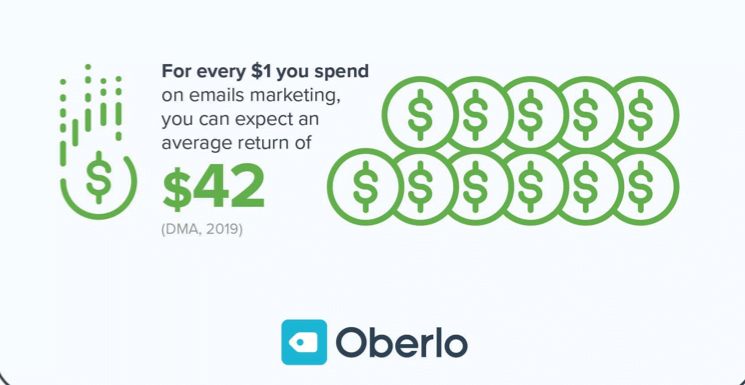 For every $1 you spend
on emails marketing,
you can expect an
average return of
$42
(DMA, 2019)
Oberlo